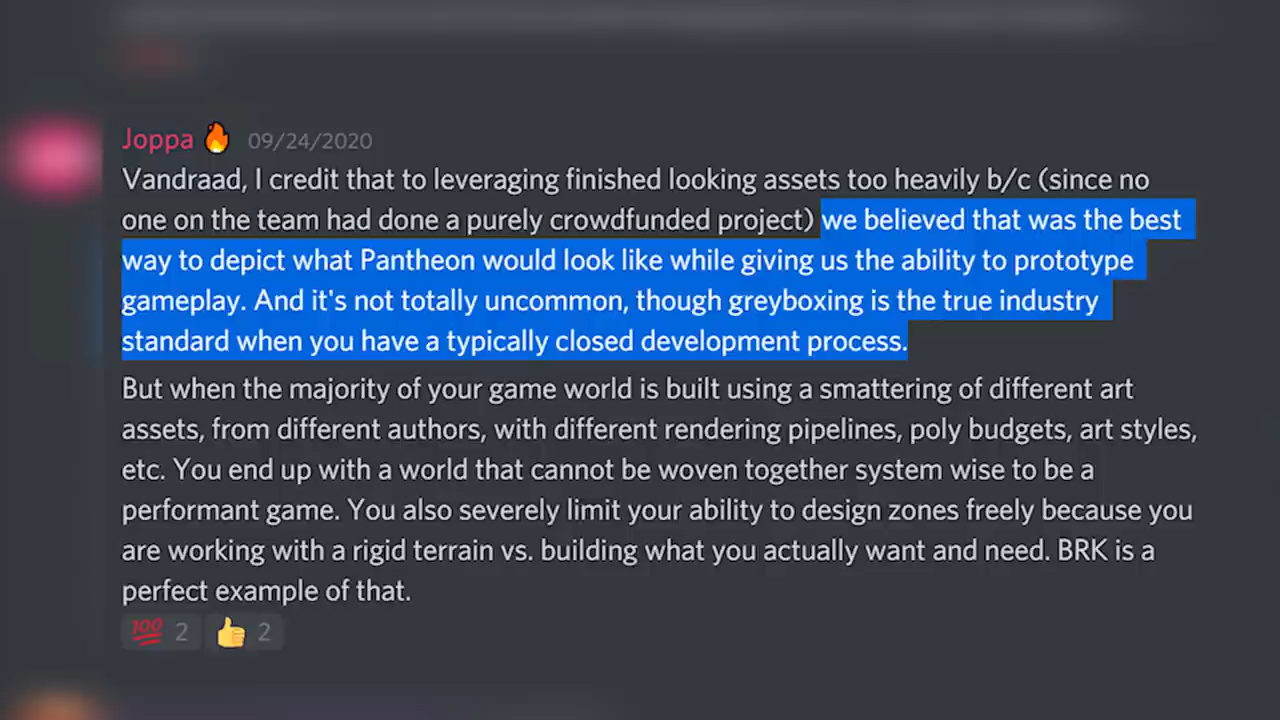 Joppa 🔥 09/24/2020
Vandraad, I credit that to leveraging finished looking assets too heavily b/c (since no
one on the team had done a purely crowdfunded project) we believed that was the best
way to depict what Pantheon would look like while giving us the ability to prototype
gameplay. And it's not totally uncommon, though greyboxing is the true industry
standard when you have a typically closed development process.
But when the majority of your game world is built using a smattering of different art
assets, from different authors, with different rendering pipelines, poly budgets, art styles,
etc. You end up with a world that cannot be woven together system wise to be a
performant game. You also severely limit your ability to design zones freely because you
are working with a rigid terrain vs. building what you actually want and need. BRK is a
perfect example of that.
💯 2 👍 2